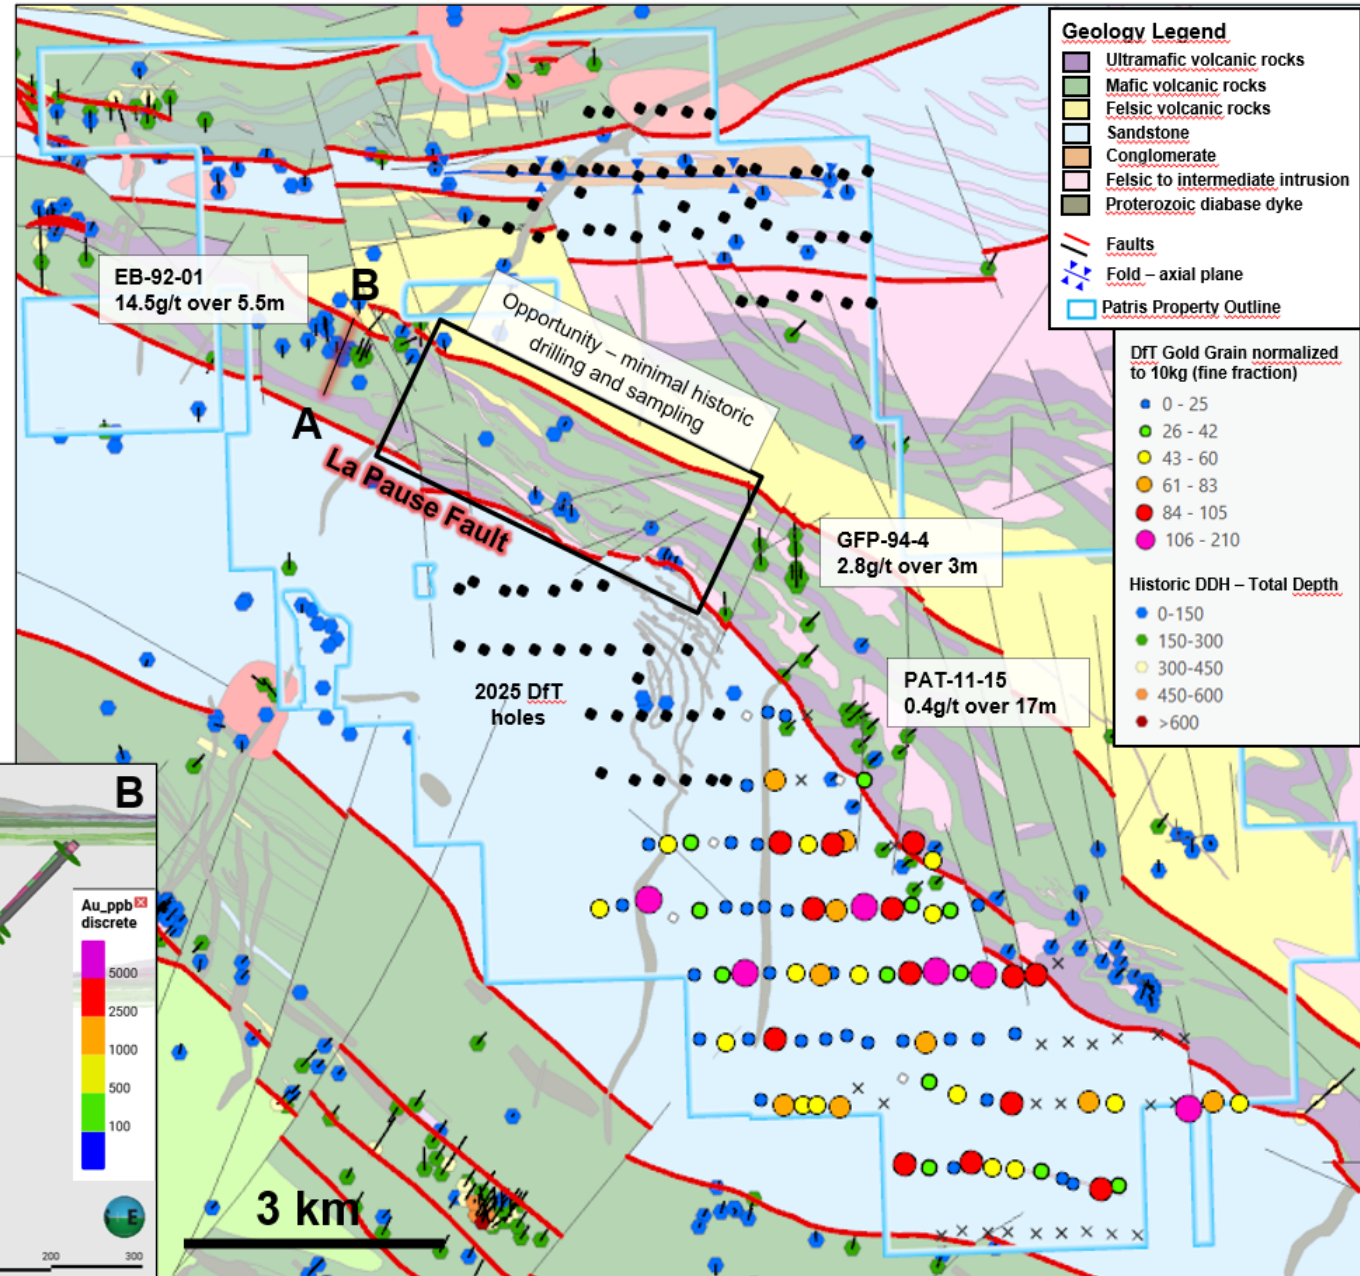 Geology Legend
Ultramafic volcanic rocks
Mafic volcanic rocks
Felsic volcanic rocks
Sandstone
Conglomerate
Felsic to intermediate intrusion
Proterozoic diabase dyke
Faults
Fold – axial plane
Patris Property Outline
DfT Gold Grain normalized
to 10kg (fine fraction)
0 - 25
26 - 42
43 - 60
61 - 83
84 - 105
106 - 210
Historic DDH – Total Depth
0-150
150-300
300-450
450-600
>600
EB-92-01
14.5g/t over 5.5m
B
A
Opportunity – minimal historic
drilling and sampling
La Pause Fault
GFP-94-4
2.8g/t over 3m
PAT-11-15
0.4g/t over 17m
2025 DfT
holes
B
Au_ppb
discrete
5000
2500
1000
500
100
E
200
300
3 km